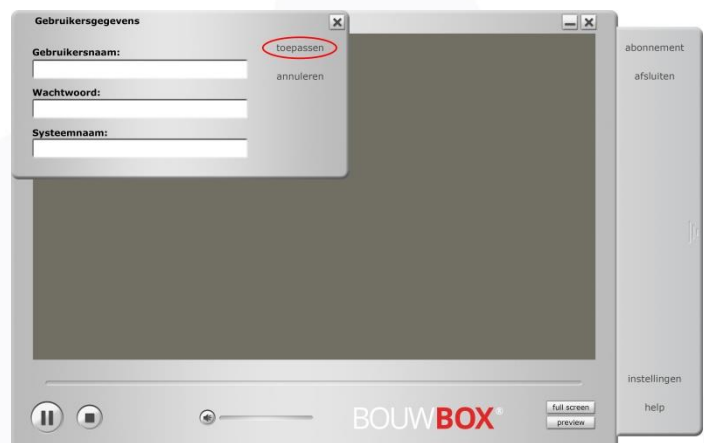 Gebruikersgegevens
Gebruikersnaam:
toepassen
annuleren
Wachtwoord:
Systeemnaam:
abonnement
afsluiten
instellingen
help
BOUWBOX®
full screen
preview